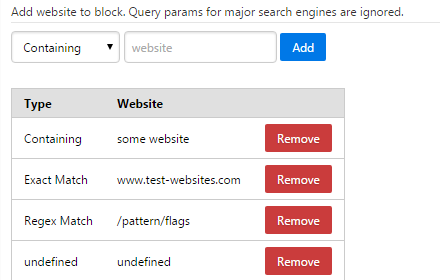 Add website to block. Query params for major search engines are ignored.
Containing website Add
Type Website
Containing some website Remove
Exact Match www.test-websites.com Remove
Regex Match /pattern/flags Remove
undefined undefined Remove